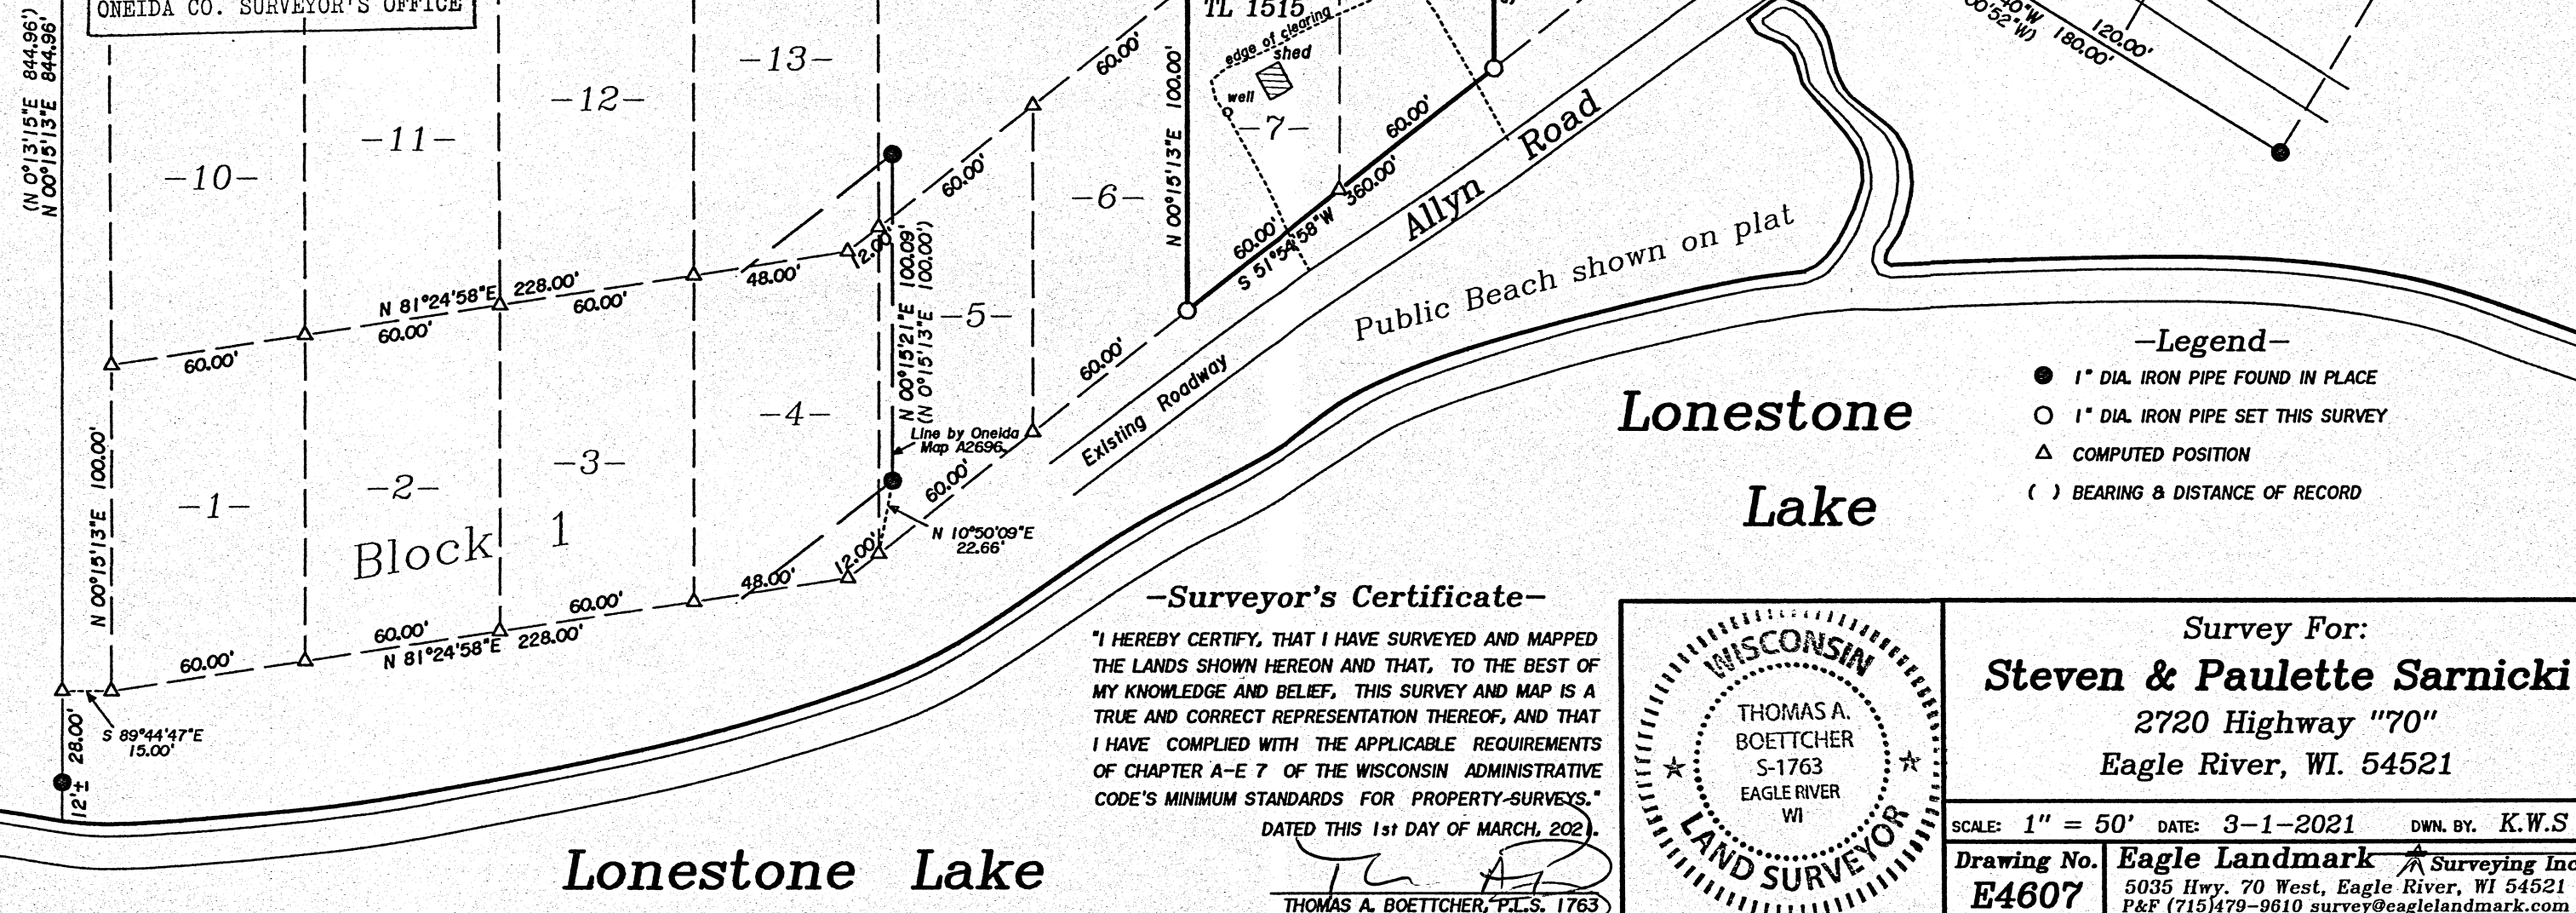 ONEIDA CO. SURVEYOR'S OFFICE
(N 0°13'15"E 844.96')
N 00°15'13"E 844.96'
-10-
-11-
-12-
-13-
TL 1515
edge of clearing
shed
well
-7-
60.00'
N 00°15'13"E 100.00'
60.00'
60.00'
S 51°54'58"W 360.00'
60.00'
-6-
Allyn Road
Public Beach shown on plat
Existing Roadway
120.00'
180.00'
60.00'
12.00'
48.00'
N 81°24'58"E 228.00'
60.00'
60.00'
60.00'
N 00°15'21"E 100.09'
(N 0°15'13"E 100.00')
-5-
60.00'
Line by Oneida
Map A2696
60.00'
N 10°50'09"E
22.66'
N 00°15'13"E 100.00'
-1-
-2-
-3-
-4-
Block 1
12.00'
48.00'
60.00'
60.00'
N 81°24'58"E 228.00'
60.00'
S 89°44'47"E
15.00'
28.00'
12'±
Lonestone
Lake
-Legend-
1" DIA. IRON PIPE FOUND IN PLACE
1" DIA. IRON PIPE SET THIS SURVEY
COMPUTED POSITION
( ) BEARING & DISTANCE OF RECORD
Lonestone Lake
-Surveyor's Certificate-
"I HEREBY CERTIFY, THAT I HAVE SURVEYED AND MAPPED
THE LANDS SHOWN HEREON AND THAT, TO THE BEST OF
MY KNOWLEDGE AND BELIEF, THIS SURVEY AND MAP IS A
TRUE AND CORRECT REPRESENTATION THEREOF, AND THAT
I HAVE COMPLIED WITH THE APPLICABLE REQUIREMENTS
OF CHAPTER A-E 7 OF THE WISCONSIN ADMINISTRATIVE
CODE'S MINIMUM STANDARDS FOR PROPERTY SURVEYS."
DATED THIS 1st DAY OF MARCH, 2021.
THOMAS A. BOETTCHER, P.L.S. 1763
WISCONSIN
THOMAS A.
BOETTCHER
S-1763
EAGLE RIVER
WI
LAND SURVEYOR
Survey For:
Steven & Paulette Sarnicki
2720 Highway "70"
Eagle River, WI. 54521
SCALE: 1" = 50' DATE: 3-1-2021 DWN. BY. K.W.S
Drawing No.
E4607
Eagle Landmark Surveying Inc
5035 Hwy. 70 West, Eagle River, WI 54521
P&F (715)479-9610 survey@eaglelandmark.com